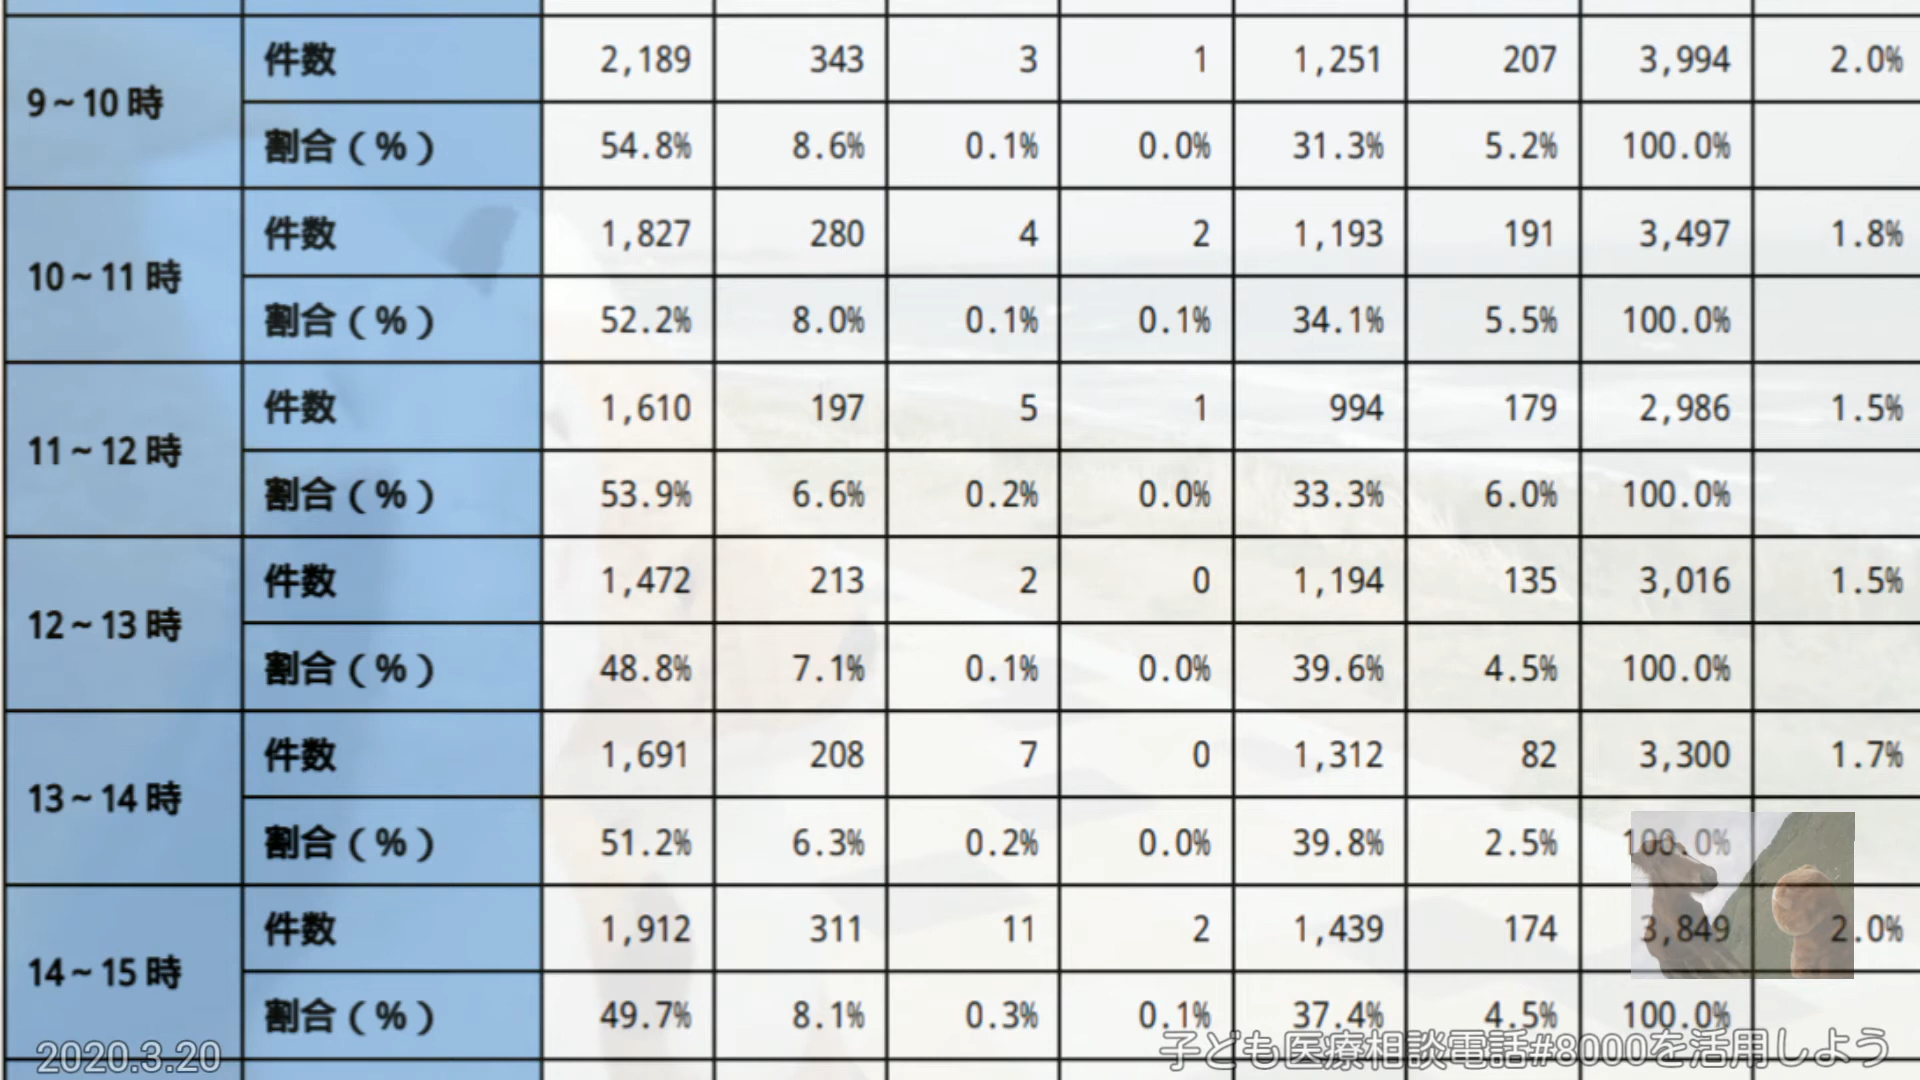 9～10時 件数 2,189 343 3 1 1,251 207 3,994 2.0%
割合（%） 54.8% 8.6% 0.1% 0.0% 31.3% 5.2% 100.0%
10～11時 件数 1,827 280 4 2 1,193 191 3,497 1.8%
割合（%） 52.2% 8.0% 0.1% 0.1% 34.1% 5.5% 100.0%
11～12時 件数 1,610 197 5 1 994 179 2,986 1.5%
割合（%） 53.9% 6.6% 0.2% 0.0% 33.3% 6.0% 100.0%
12～13時 件数 1,472 213 2 0 1,194 135 3,016 1.5%
割合（%） 48.8% 7.1% 0.1% 0.0% 39.6% 4.5% 100.0%
13～14時 件数 1,691 208 7 0 1,312 82 3,300 1.7%
割合（%） 51.2% 6.3% 0.2% 0.0% 39.8% 2.5% 100.0%
14～15時 件数 1,912 311 11 2 1,439 174 3,849 2.0%
割合（%） 49.7% 8.1% 0.3% 0.1% 37.4% 4.5% 100.0%
2020.3.20
子ども医療相談電話#8000を活用しよう